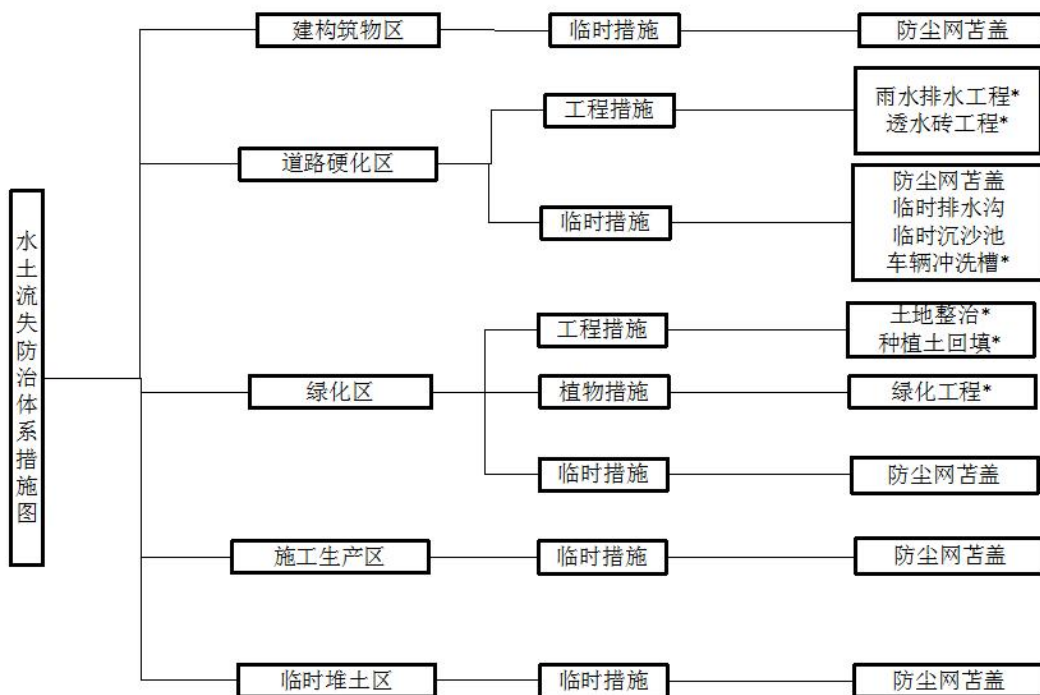 水土流失防治体系措施图
建构筑物区
临时措施
防尘网苫盖
道路硬化区
工程措施
雨水排水工程*
透水砖工程*
临时措施
防尘网苫盖
临时排水沟
临时沉沙池
车辆冲洗槽*
绿化区
工程措施
土地整治*
种植土回填*
植物措施
绿化工程*
临时措施
防尘网苫盖
施工生产区
临时措施
防尘网苫盖
临时堆土区
临时措施
防尘网苫盖